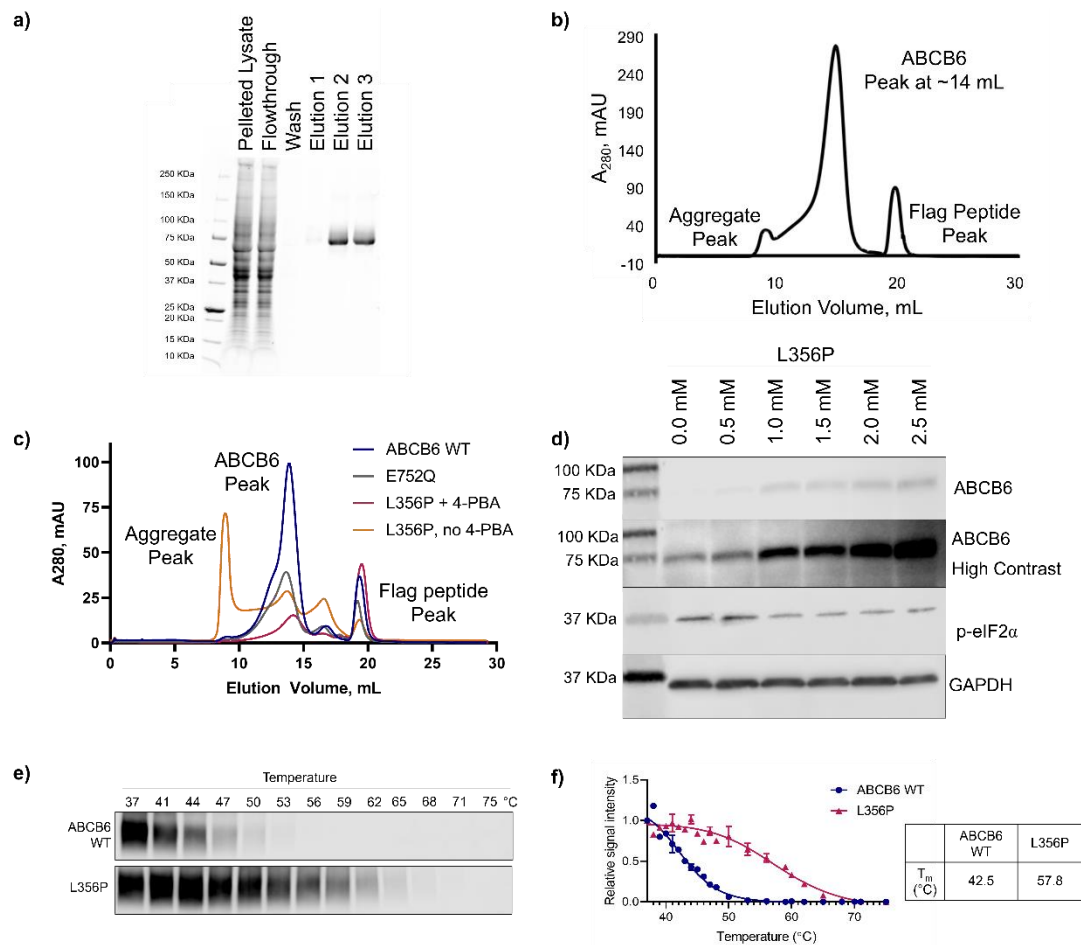 a)
Pelleted Lysate
Flowthrough
Wash
Elution 1
Elution 2
Elution 3
250 KDa
150 KDa
100 KDa
75 KDa
50 KDa
37 KDa
25 KDa
20 KDa
15 KDa
10 KDa
b)
290
240
190
140
90
40
-10
A280, mAU
ABCB6
Peak at ~14 mL
Aggregate
Peak
Flag Peptide
Peak
0
10
20
30
Elution Volume, mL
c)
100
75
50
25
0
A280, mAU
ABCB6
Peak
Aggregate
Peak
Flag peptide
Peak
ABCB6 WT
E752Q
L356P + 4-PBA
L356P, no 4-PBA
0
5
10
15
20
25
30
Elution Volume, mL
d)
L356P
0.0 mM
0.5 mM
1.0 mM
1.5 mM
2.0 mM
2.5 mM
100 KDa
75 KDa
ABCB6
100 KDa
75 KDa
ABCB6
High Contrast
37 KDa
p-eIF2α
37 KDa
GAPDH
e)
Temperature
37 41 44 47 50 53 56 59 62 65 68 71 75 °C
ABCB6
WT
L356P
f)
1.5
1.0
0.5
0.0
Relative signal intensity
ABCB6 WT
L356P
40
50
60
70
Temperature (°C)
ABCB6
WT
L356P
Tm
(°C)
42.5
57.8